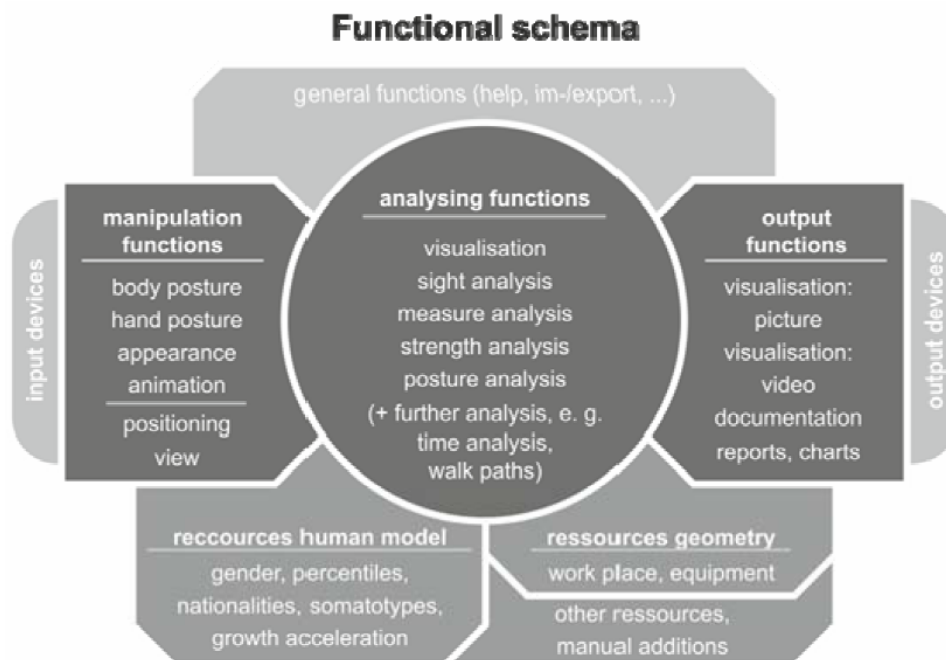 Functional schema
general functions (help, im-/export, ...)
input devices
manipulation
functions
body posture
hand posture
appearance
animation
positioning
view
analysing functions
visualisation
sight analysis
measure analysis
strength analysis
posture analysis
(+ further analysis, e. g.
time analysis,
walk paths)
output
functions
visualisation:
picture
visualisation:
video
documentation
reports, charts
output devices
reccources human model
gender, percentiles,
nationalities, somatotypes,
growth acceleration
ressources geometry
work place, equipment
other ressources,
manual additions